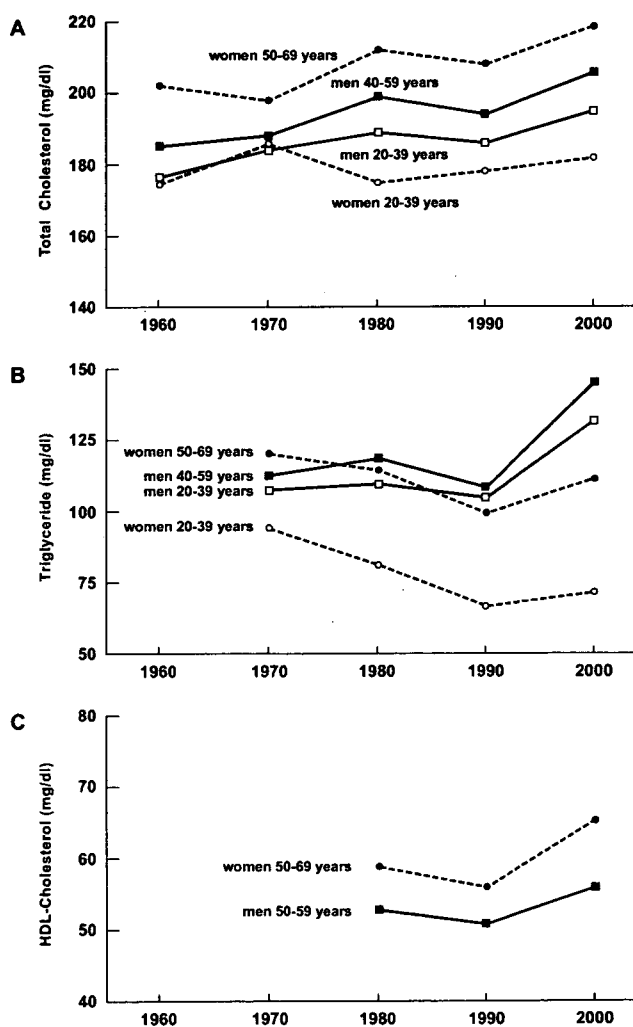 A
Total Cholesterol (mg/dl)
220
200
180
160
140
women 50-69 years
men 40-59 years
men 20-39 years
women 20-39 years
1960 1970 1980 1990 2000
B
Triglyceride (mg/dl)
150
125
100
75
50
women 50-69 years
men 40-59 years
men 20-39 years
women 20-39 years
1960 1970 1980 1990 2000
C
HDL-Cholesterol (mg/dl)
80
70
60
50
40
women 50-69 years
men 50-59 years
1960 1970 1980 1990 2000